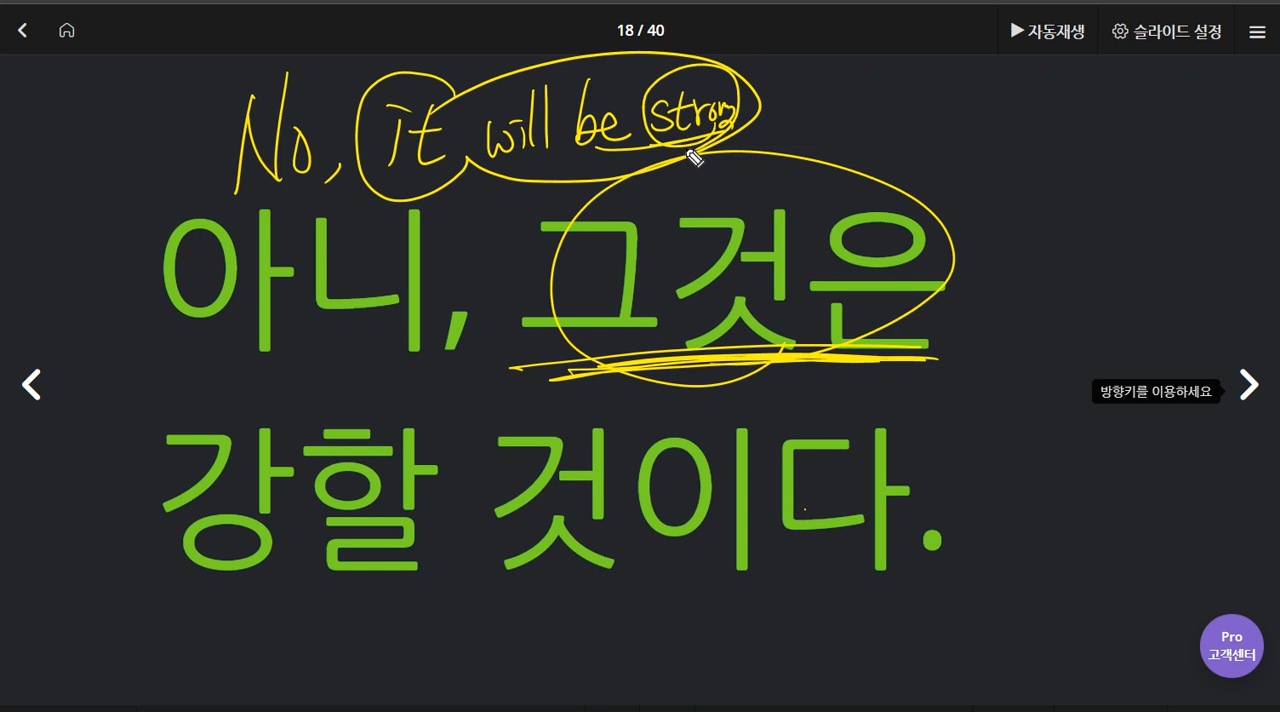 18 / 40
▶ 자동재생
슬라이드 설정
No, it will be strong
아니, 그것은
강할 것이다.
방향키를 이용하세요
Pro
고객센터